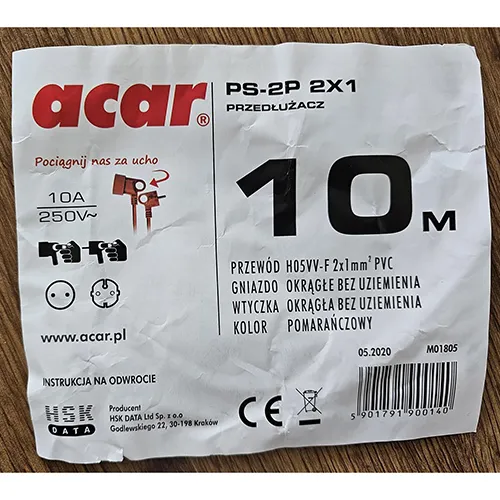 acar®
PS-2P 2X1
PRZEDŁUŻACZ
Pociągnij nas za ucho
10A
250V~
10 M
PRZEWÓD H05VV-F 2x1mm² PVC
GNIAZDO OKRĄGŁE BEZ UZIEMIENIA
WTYCZKA OKRĄGŁA BEZ UZIEMIENIA
KOLOR POMARAŃCZOWY
www.acar.pl
05.2020 M01805
INSTRUKCJA NA ODWROCIE
HSK
DATA
Producent
HSK DATA Ltd Sp. z o.o
Godlewskiego 22, 30-198 Kraków
CE
5 901791 900140